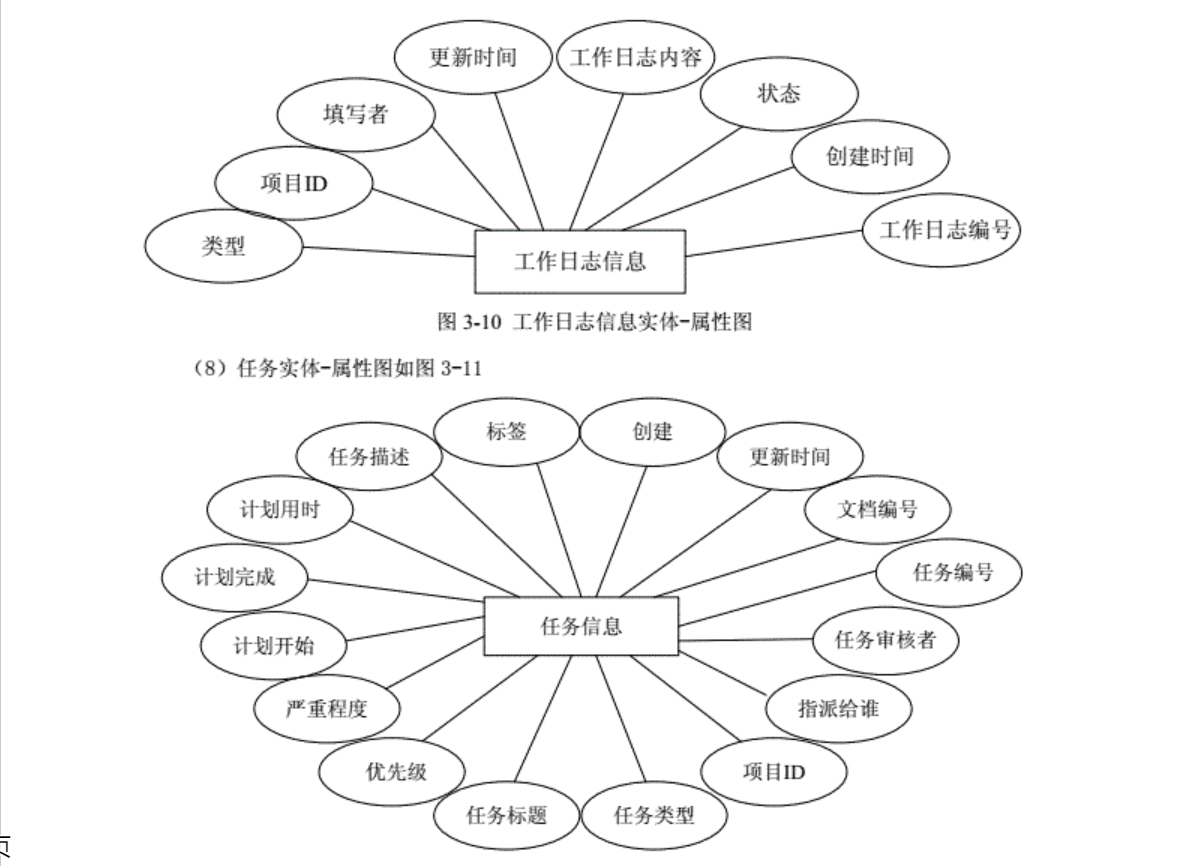 更新时间
工作日志内容
填写者
状态
项目ID
创建时间
类型
工作日志编号
工作日志信息
图 3-10 工作日志信息实体-属性图
（8）任务实体-属性图如图 3-11
标签
创建
任务描述
更新时间
计划用时
文档编号
计划完成
任务编号
任务信息
计划开始
任务审核者
严重程度
指派给谁
优先级
项目ID
任务标题
任务类型